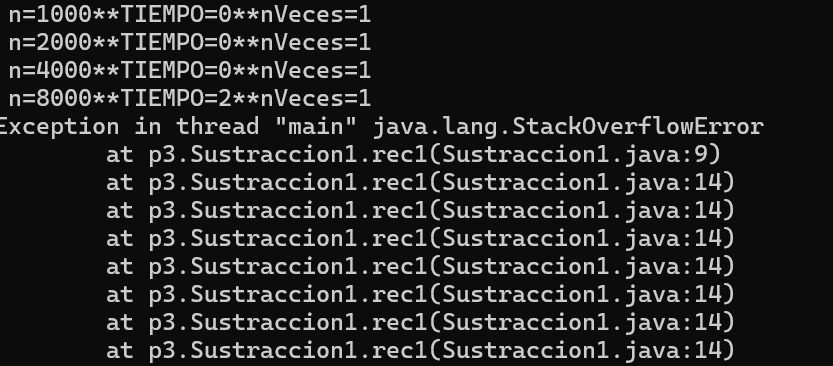 n=1000**TIEMPO=0**nVeces=1
n=2000**TIEMPO=0**nVeces=1
n=4000**TIEMPO=0**nVeces=1
n=8000**TIEMPO=2**nVeces=1
Exception in thread "main" java.lang.StackOverflowError
at p3.Sustraccion1.rec1(Sustraccion1.java:9)
at p3.Sustraccion1.rec1(Sustraccion1.java:14)
at p3.Sustraccion1.rec1(Sustraccion1.java:14)
at p3.Sustraccion1.rec1(Sustraccion1.java:14)
at p3.Sustraccion1.rec1(Sustraccion1.java:14)
at p3.Sustraccion1.rec1(Sustraccion1.java:14)
at p3.Sustraccion1.rec1(Sustraccion1.java:14)
at p3.Sustraccion1.rec1(Sustraccion1.java:14)